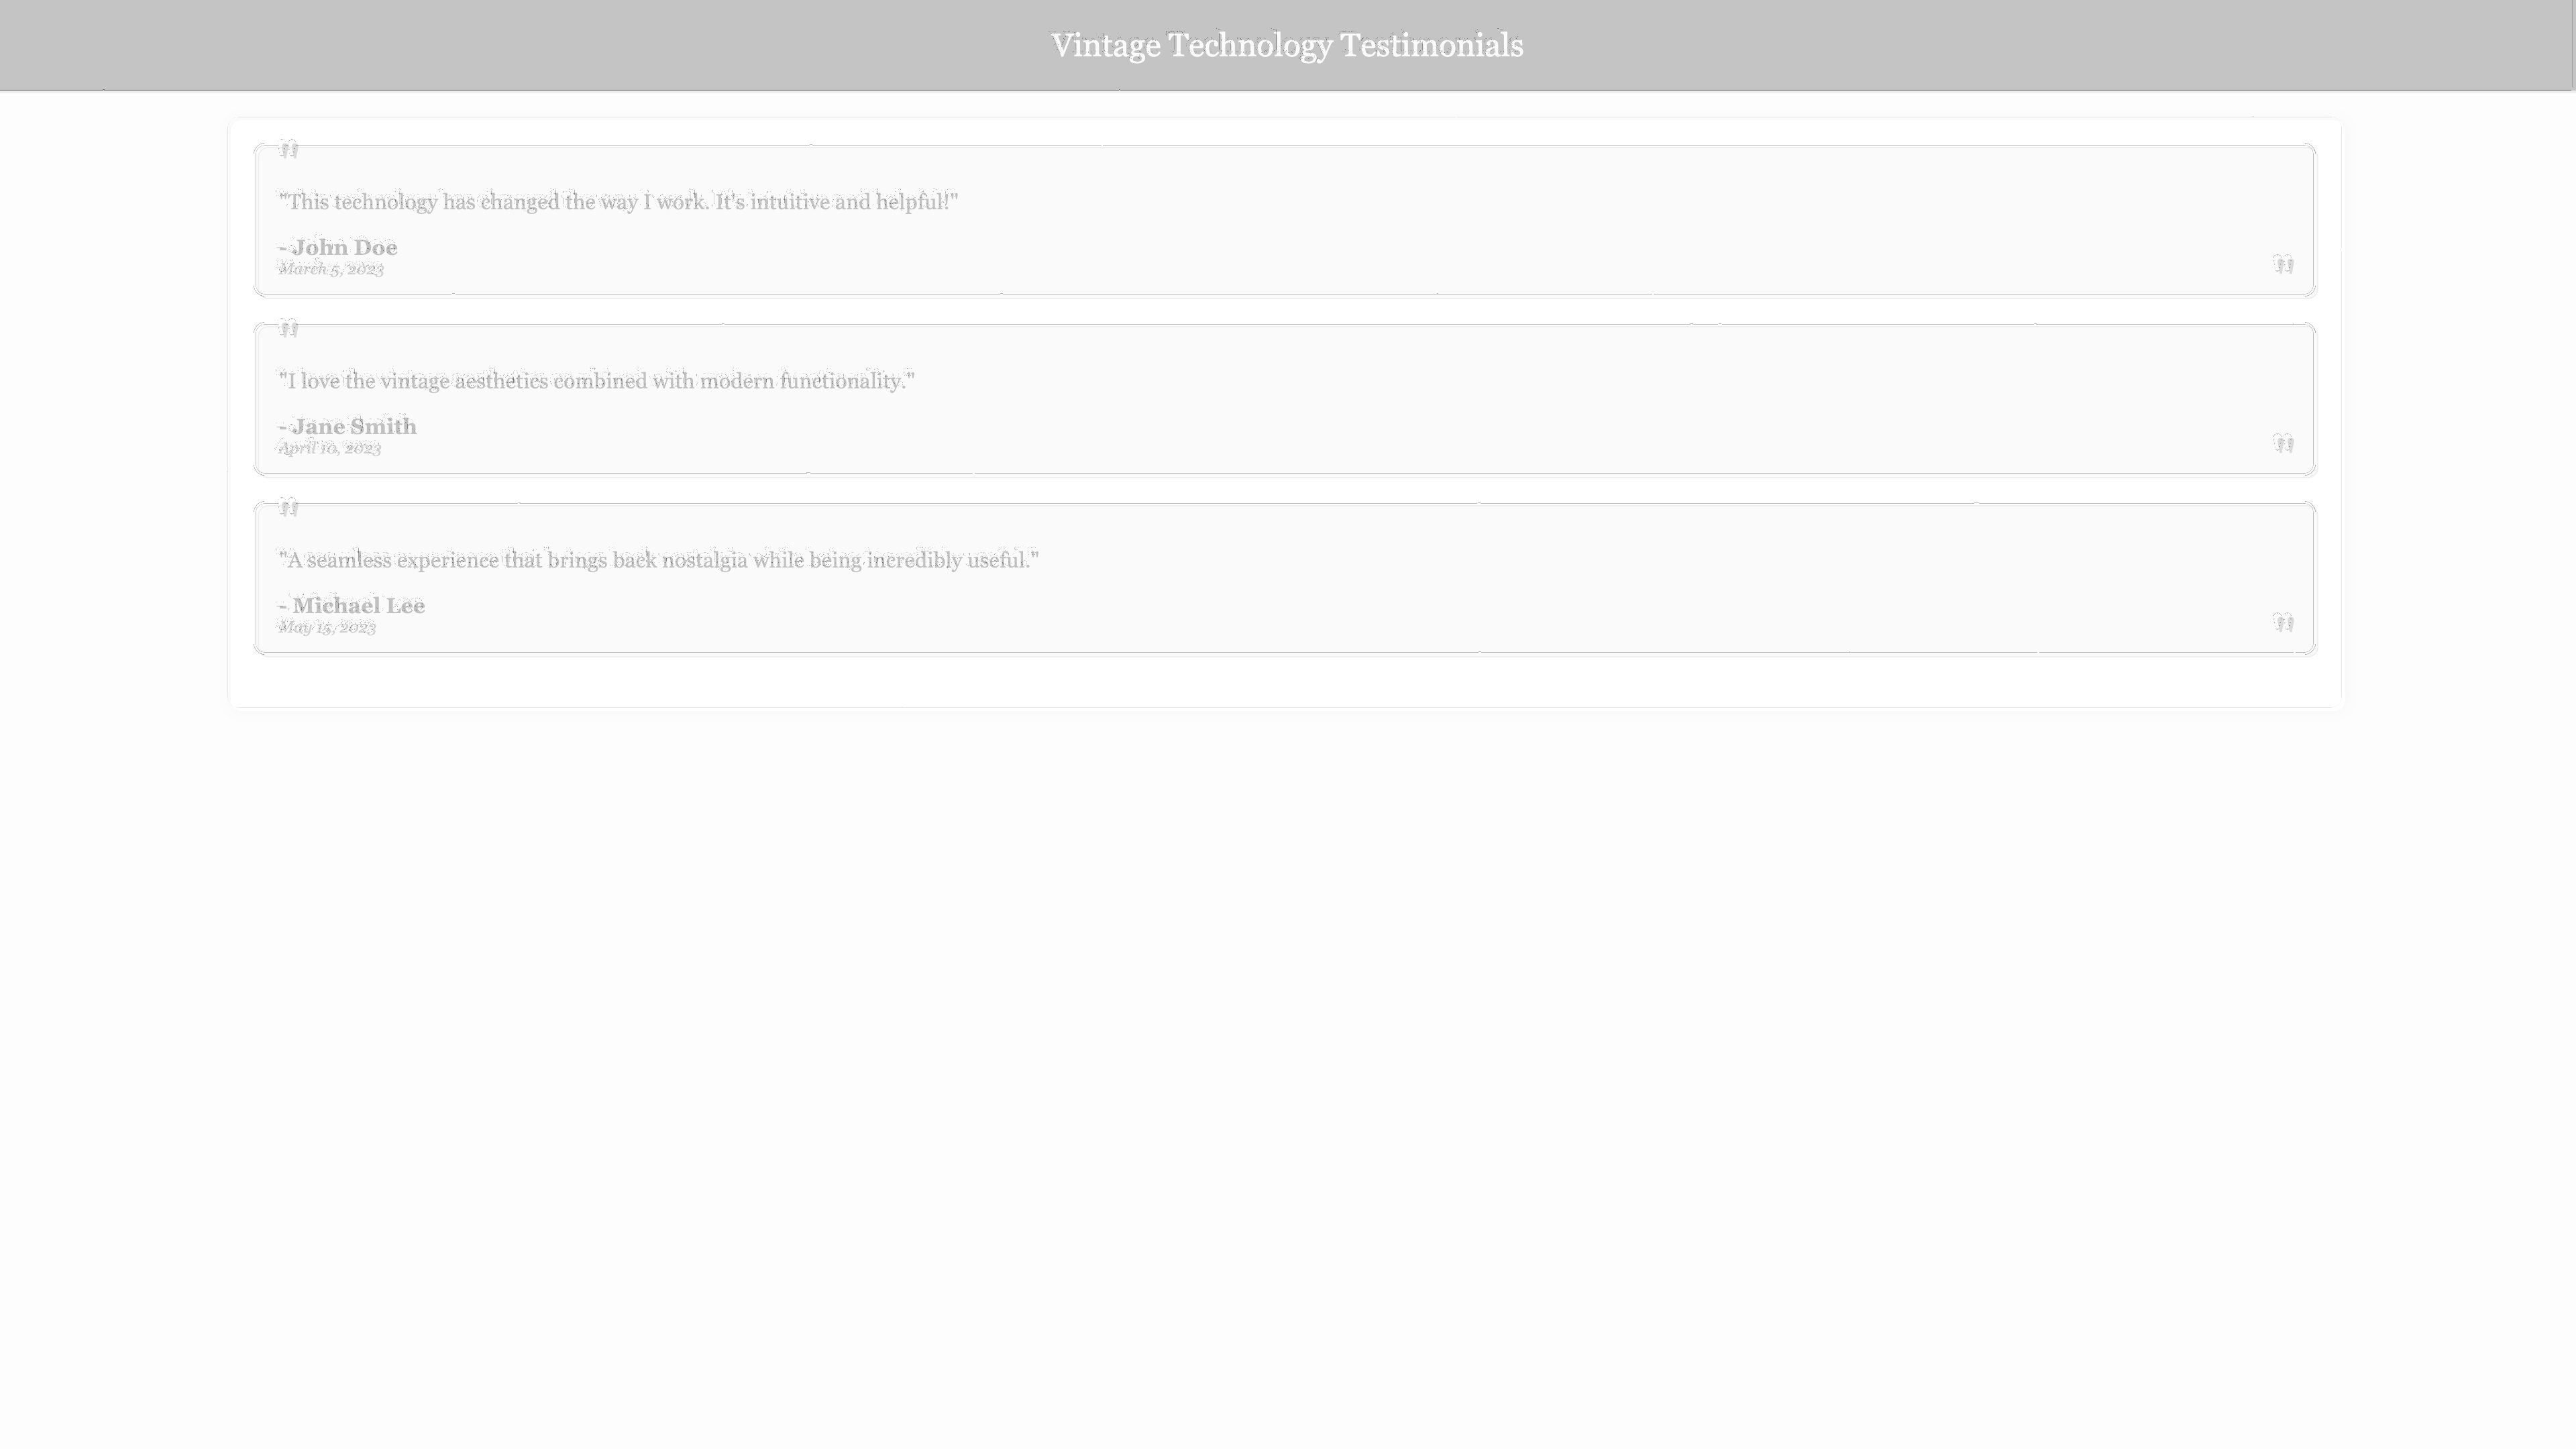 Vintage Technology Testimonials
"
"This technology has changed the way I work. It's intuitive and helpful!"
- John Doe
March 5, 2023
"
"
"I love the vintage aesthetics combined with modern functionality."
- Jane Smith
April 10, 2023
"
"
"A seamless experience that brings back nostalgia while being incredibly useful."
- Michael Lee
May 15, 2023
"